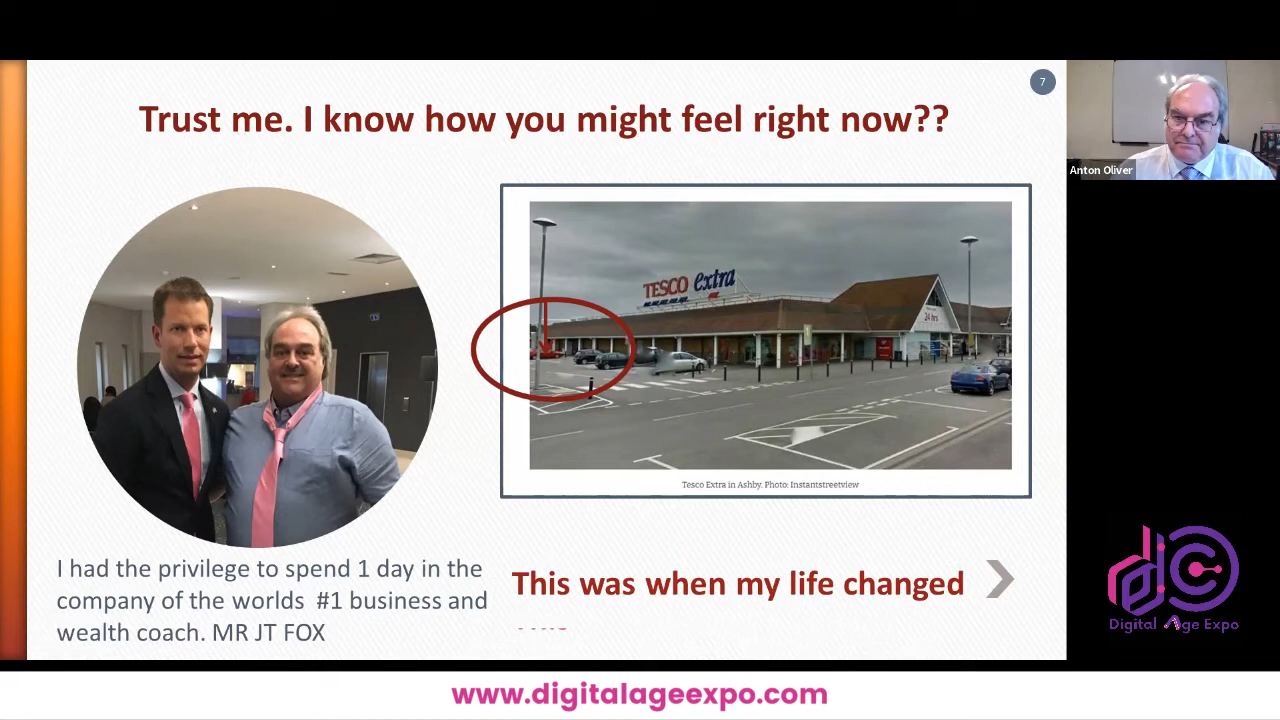 7
Trust me. I know how you might feel right now??
Anton Oliver
TESCO extra
24 hrs
Tesco Extra in Ashby. Photo: Instantstreetview
I had the privilege to spend 1 day in the
company of the worlds #1 business and
wealth coach. MR JT FOX
This was when my life changed
Digital Age Expo
www.digitalageexpo.com